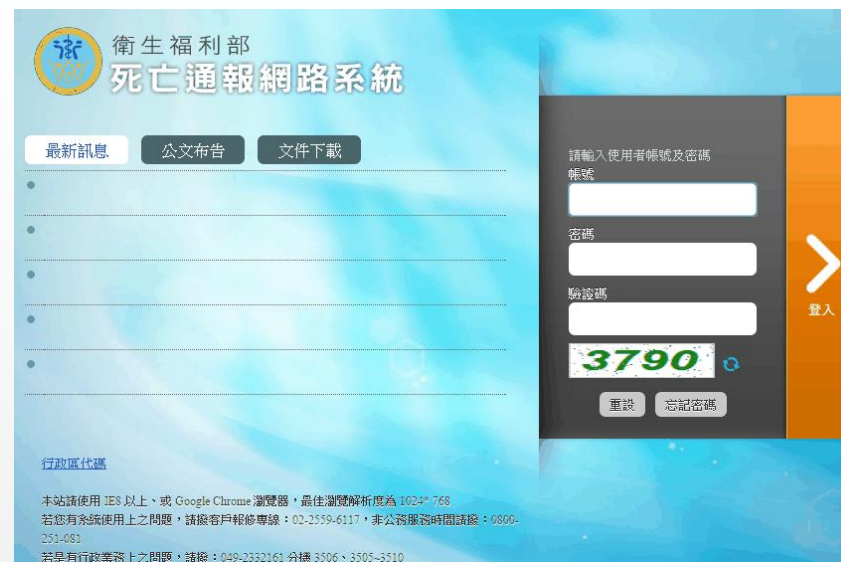 衛生福利部
死亡通報網路系統
最新訊息 公文布告 文件下載
請輸入使用者帳號及密碼
帳號
密碼
驗證碼
3790
重設 忘記密碼
登入
行政區代碼
本站請使用 IE8 以上、或 Google Chrome 瀏覽器，最佳瀏覽解析度為 1024* 768
若您有系統使用上之問題，請撥客戶報修專線：02-2559-6117，非公務服務時間請撥：0800-
251-081
若是有行政業務上之問題，請撥：049-2332161 分機 3506、3505~3510